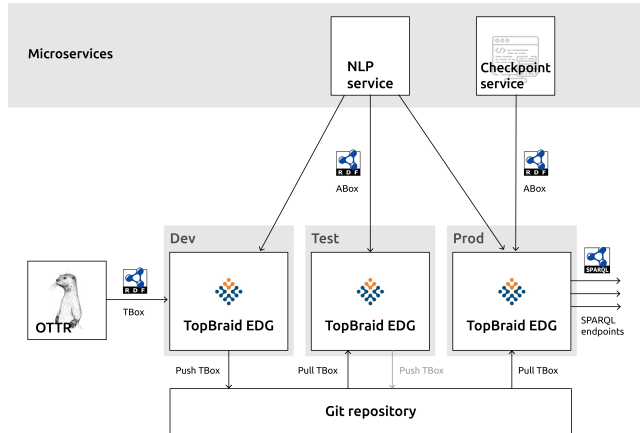 Microservices
NLP
service
Checkpoint
service
RDF
ABox
RDF
ABox
Dev
Test
Prod
OTTR
RDF
TBox
TopBraid EDG
TopBraid EDG
TopBraid EDG
SPARQL
SPARQL
endpoints
Push TBox
Pull TBox
Push TBox
Pull TBox
Git repository